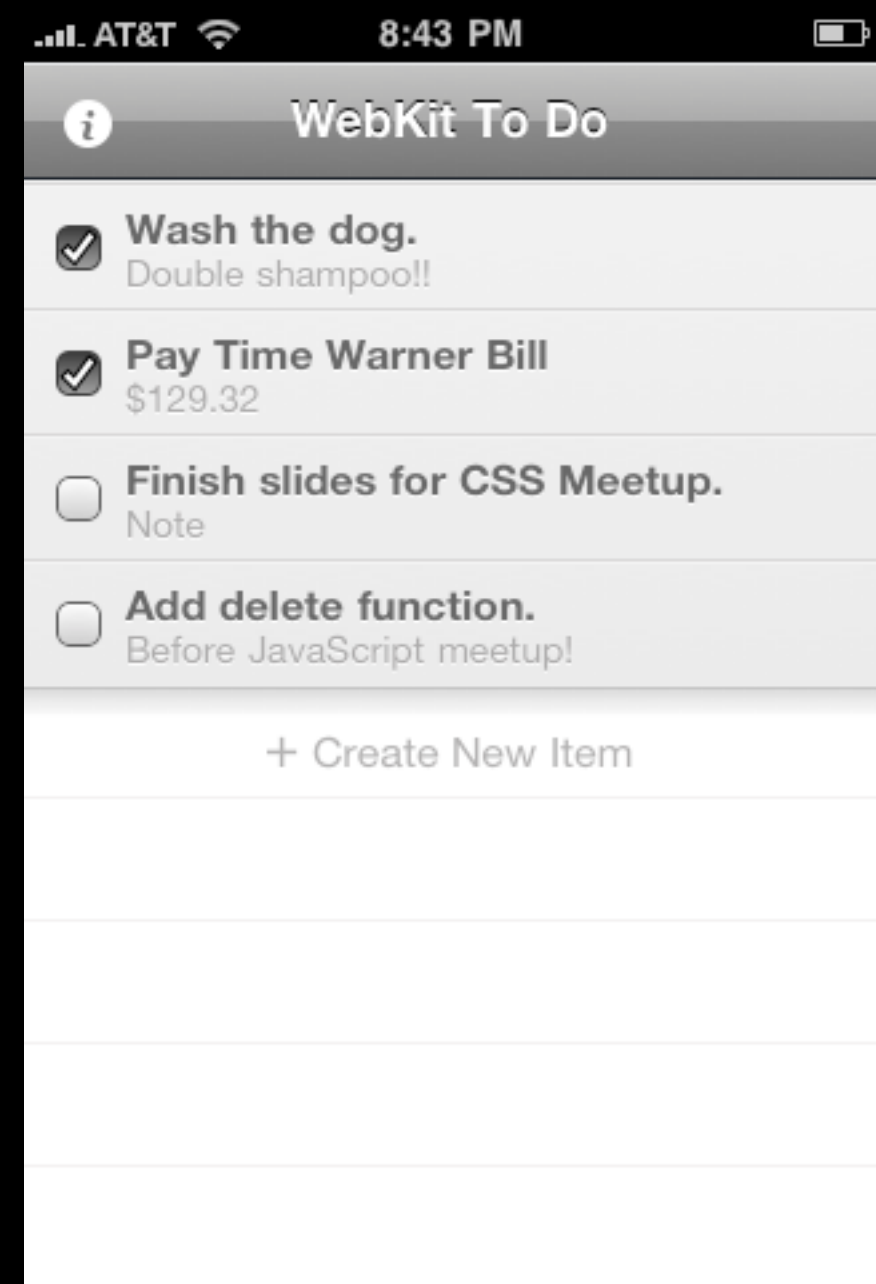 AT&T 8:43 PM
i WebKit To Do
Wash the dog.
Double shampoo!!
Pay Time Warner Bill
$129.32
Finish slides for CSS Meetup.
Note
Add delete function.
Before JavaScript meetup!
+ Create New Item